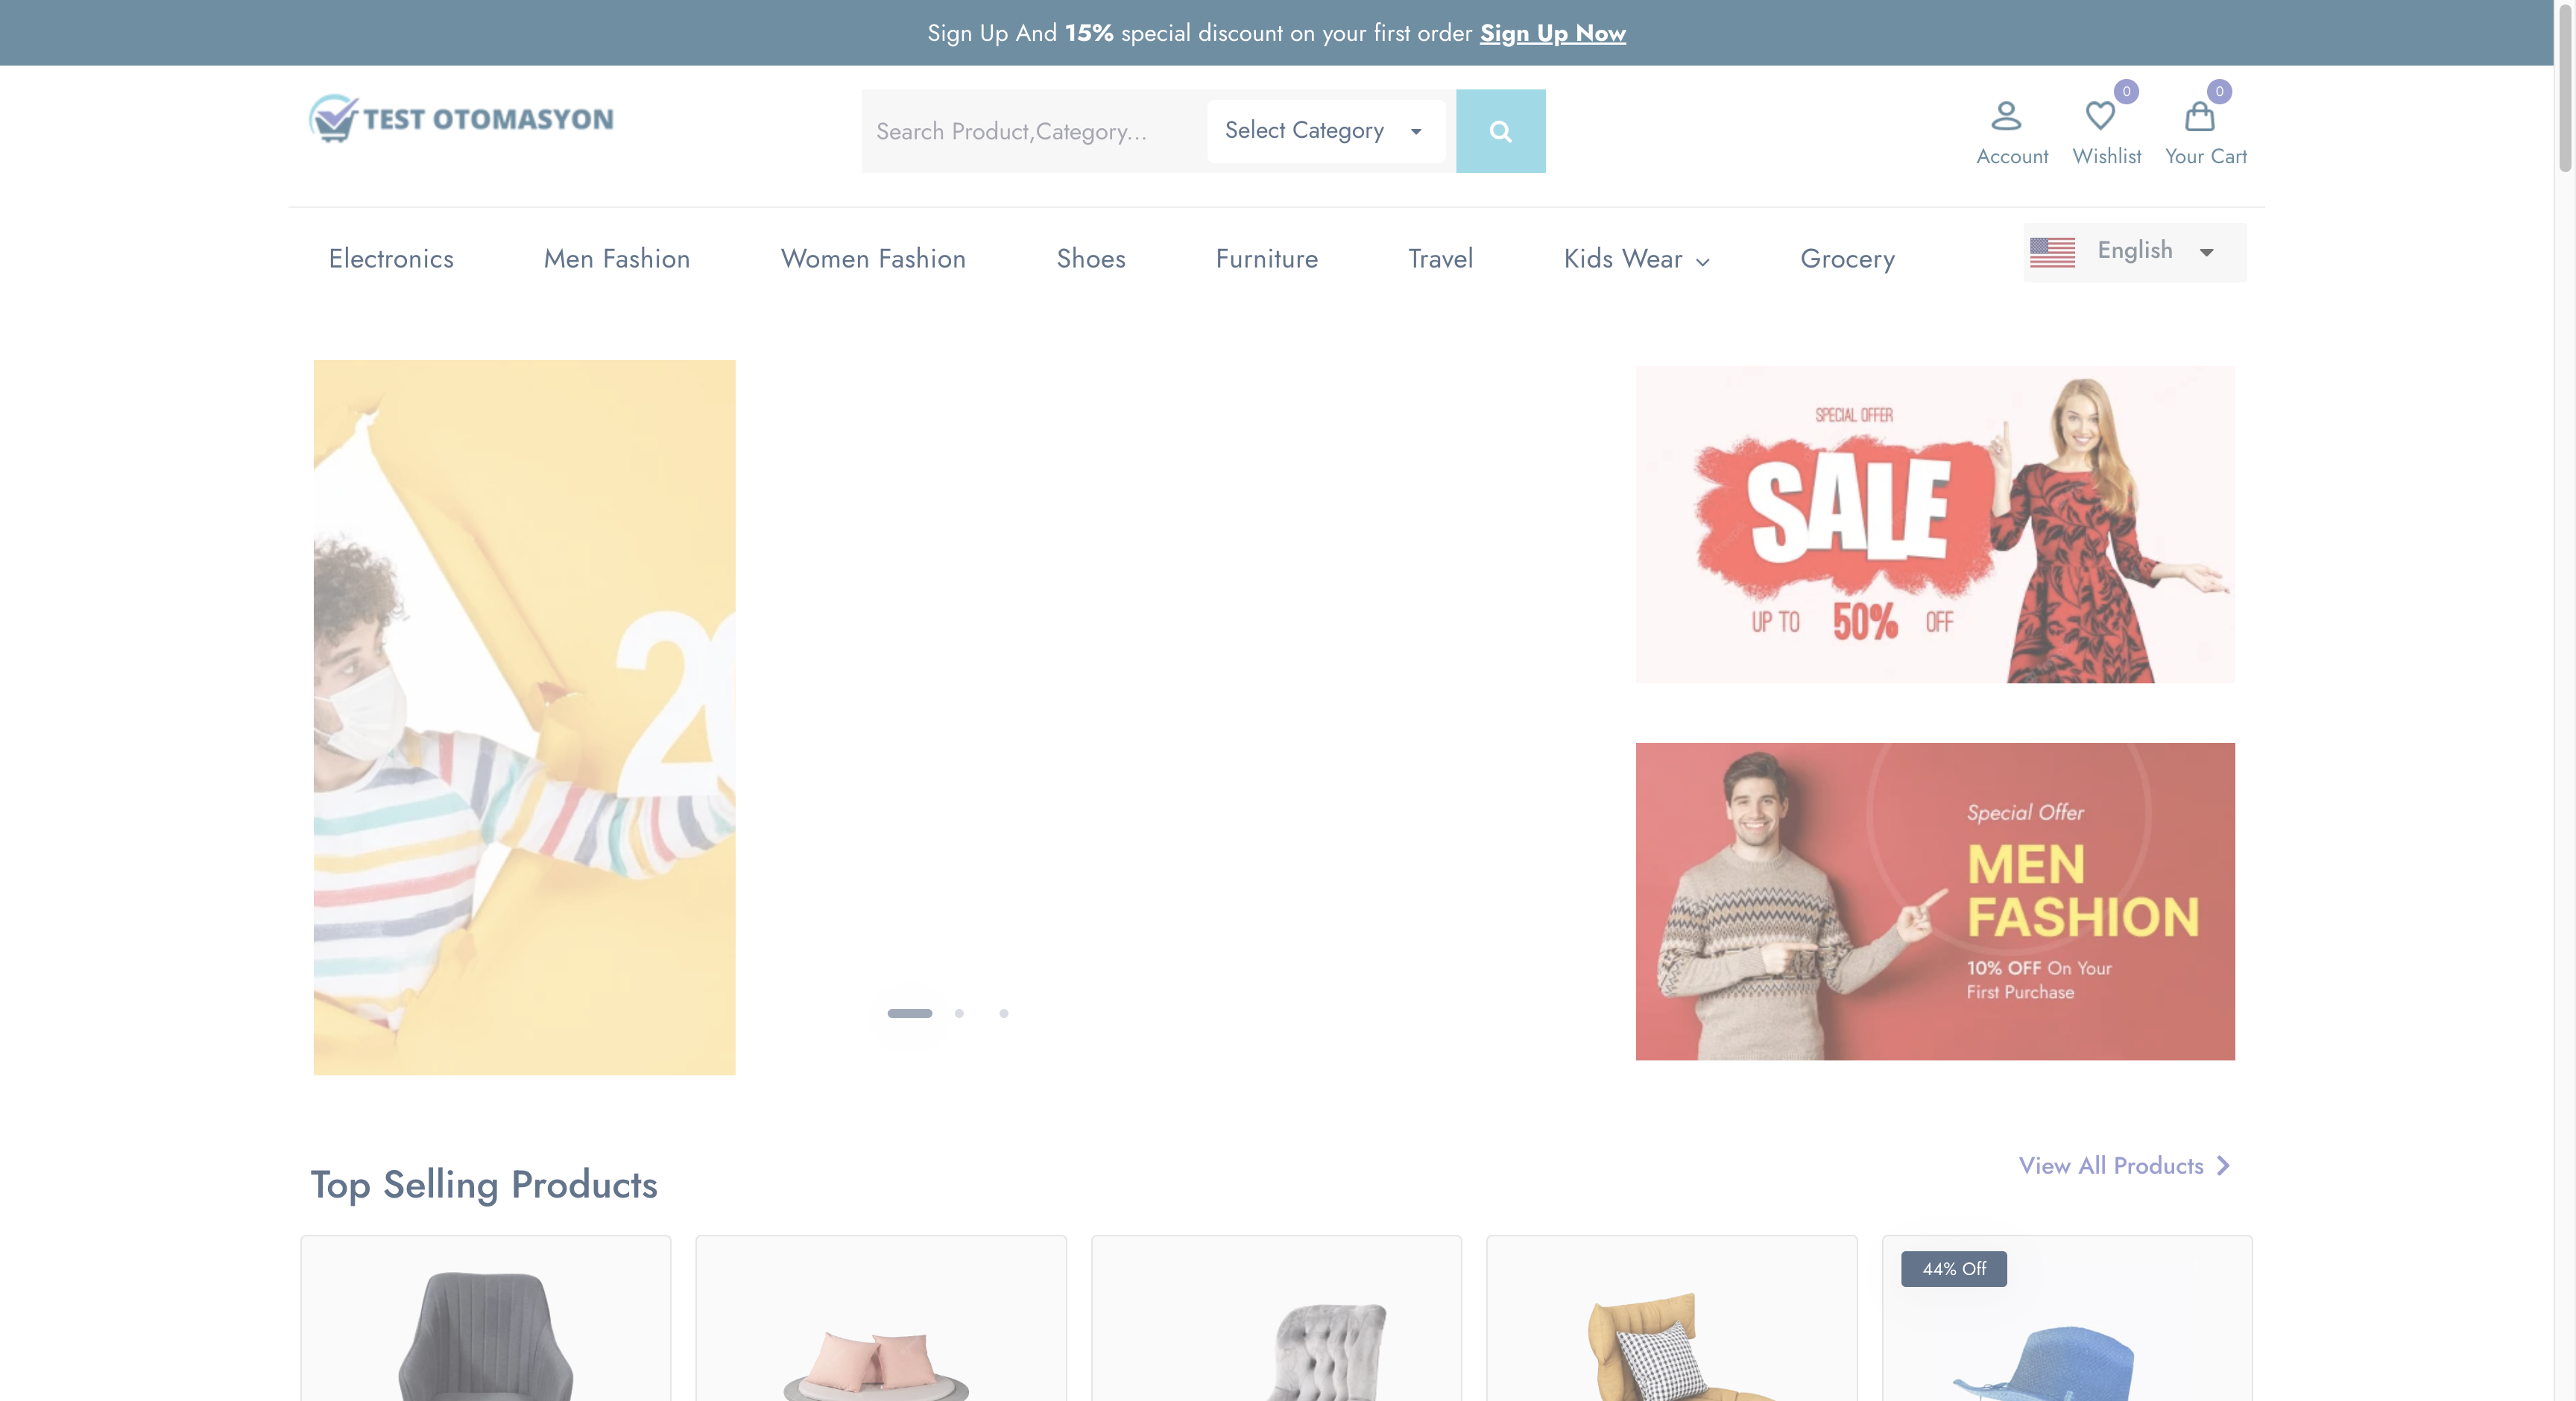 Sign Up And 15% special discount on your first order Sign Up Now
TEST OTOMASYON
Search Product,Category...
Select Category
0
0
Account
Wishlist
Your Cart
Electronics
Men Fashion
Women Fashion
Shoes
Furniture
Travel
Kids Wear
Grocery
English
SPECIAL OFFER
SALE
UP TO 50% OFF
Special Offer
MEN
FASHION
10% OFF On Your
First Purchase
Top Selling Products
View All Products
44% Off